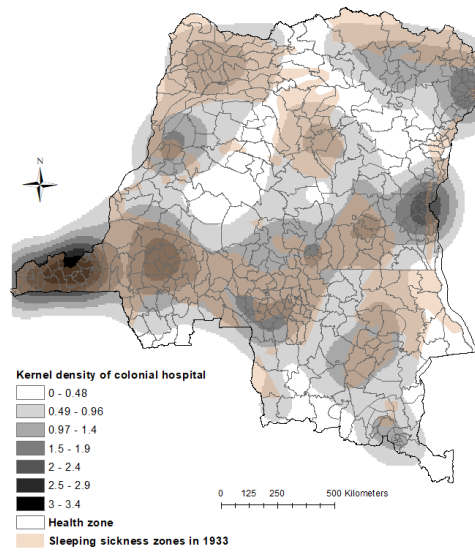 N
Kernel density of colonial hospital
0 - 0.48
0.49 - 0.96
0.97 - 1.4
1.5 - 1.9
2 - 2.4
2.5 - 2.9
3 - 3.4
Health zone
Sleeping sickness zones in 1933
0 125 250 500 Kilometers